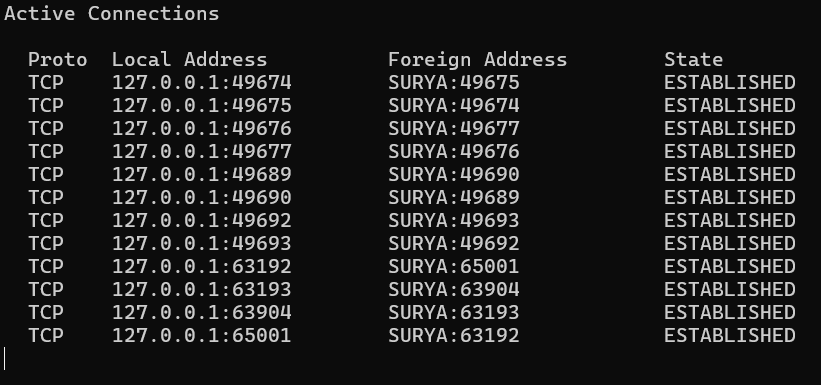 Active Connections
Proto  Local Address          Foreign Address        State
TCP    127.0.0.1:49674        SURYA:49675            ESTABLISHED
TCP    127.0.0.1:49675        SURYA:49674            ESTABLISHED
TCP    127.0.0.1:49676        SURYA:49677            ESTABLISHED
TCP    127.0.0.1:49677        SURYA:49676            ESTABLISHED
TCP    127.0.0.1:49689        SURYA:49690            ESTABLISHED
TCP    127.0.0.1:49690        SURYA:49689            ESTABLISHED
TCP    127.0.0.1:49692        SURYA:49693            ESTABLISHED
TCP    127.0.0.1:49693        SURYA:49692            ESTABLISHED
TCP    127.0.0.1:63192        SURYA:65001            ESTABLISHED
TCP    127.0.0.1:63193        SURYA:63904            ESTABLISHED
TCP    127.0.0.1:63904        SURYA:63193            ESTABLISHED
TCP    127.0.0.1:65001        SURYA:63192            ESTABLISHED